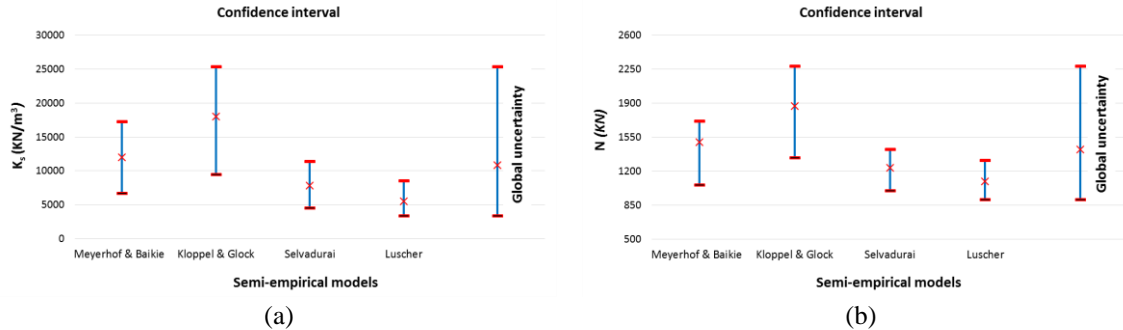 Confidence interval
30000
25000
20000
15000
10000
5000
0
Ks (KN/m³)
Meyerhof & Baikie
Kloppel & Glock
Selvadurai
Luscher
Global uncertainty
Semi-empirical models
(a)
Confidence interval
2600
2250
1900
1550
1200
850
500
N (KN)
Meyerhof & Baikie
Kloppel & Glock
Selvadurai
Luscher
Global uncertainty
Semi-empirical models
(b)